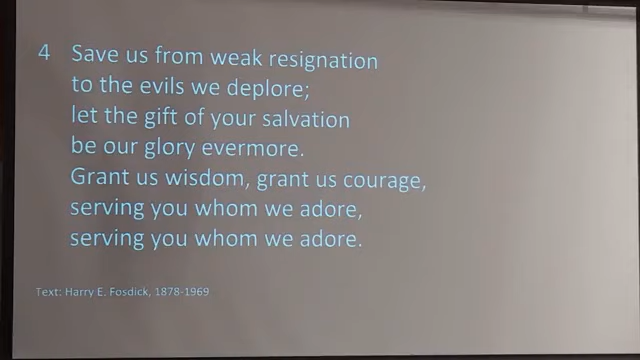 4 Save us from weak resignation
to the evils we deplore;
let the gift of your salvation
be our glory evermore.
Grant us wisdom, grant us courage,
serving you whom we adore,
serving you whom we adore.
Text: Harry E. Fosdick, 1878-1969